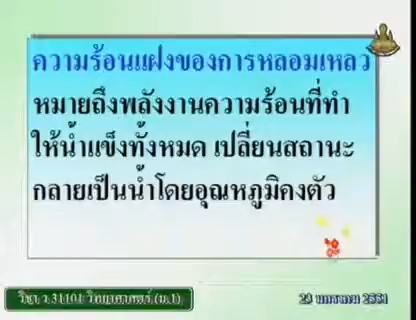 ความร้อนแฝงของการหลอมเหลว
หมายถึงพลังงานความร้อนที่ทำ
ให้น้ำแข็งทั้งหมด เปลี่ยนสถานะ
กลายเป็นน้ำโดยอุณหภูมิคงตัว
วิชา ว.31101 วิทยาศาสตร์ (ม.1)
23 มกราคม 2551